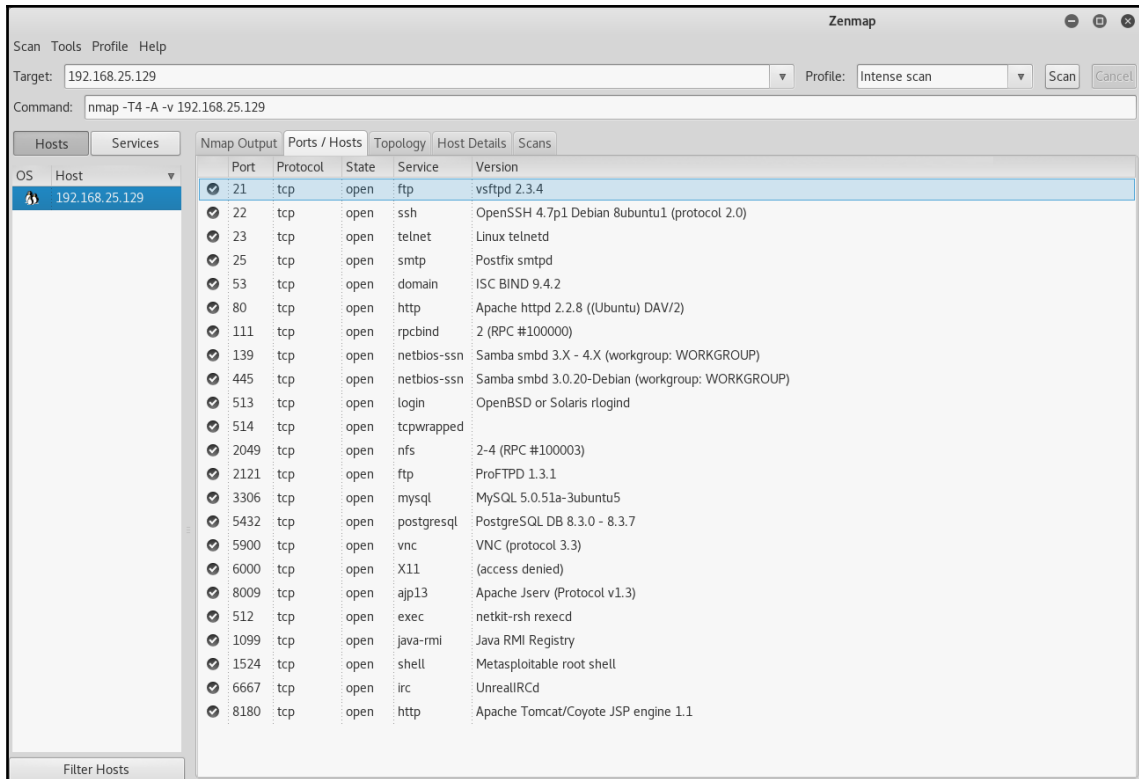 Zenmap
Scan Tools Profile Help
Target: 192.168.25.129 Profile: Intense scan Scan Cancel
Command: nmap -T4 -A -v 192.168.25.129
Hosts Services
OS Host
192.168.25.129
Filter Hosts
Nmap Output Ports / Hosts Topology Host Details Scans
Port Protocol State Service Version
21 tcp open ftp vsftpd 2.3.4
22 tcp open ssh OpenSSH 4.7p1 Debian 8ubuntu1 (protocol 2.0)
23 tcp open telnet Linux telnetd
25 tcp open smtp Postfix smtpd
53 tcp open domain ISC BIND 9.4.2
80 tcp open http Apache httpd 2.2.8 ((Ubuntu) DAV/2)
111 tcp open rpcbind 2 (RPC #100000)
139 tcp open netbios-ssn Samba smbd 3.X - 4.X (workgroup: WORKGROUP)
445 tcp open netbios-ssn Samba smbd 3.0.20-Debian (workgroup: WORKGROUP)
513 tcp open login OpenBSD or Solaris rlogind
514 tcp open tcpwrapped
2049 tcp open nfs 2-4 (RPC #100003)
2121 tcp open ftp ProFTPD 1.3.1
3306 tcp open mysql MySQL 5.0.51a-3ubuntu5
5432 tcp open postgresql PostgreSQL DB 8.3.0 - 8.3.7
5900 tcp open vnc VNC (protocol 3.3)
6000 tcp open X11 (access denied)
8009 tcp open ajp13 Apache Jserv (Protocol v1.3)
512 tcp open exec netkit-rsh rexecd
1099 tcp open java-rmi Java RMI Registry
1524 tcp open shell Metasploitable root shell
6667 tcp open irc UnrealIRCd
8180 tcp open http Apache Tomcat/Coyote JSP engine 1.1